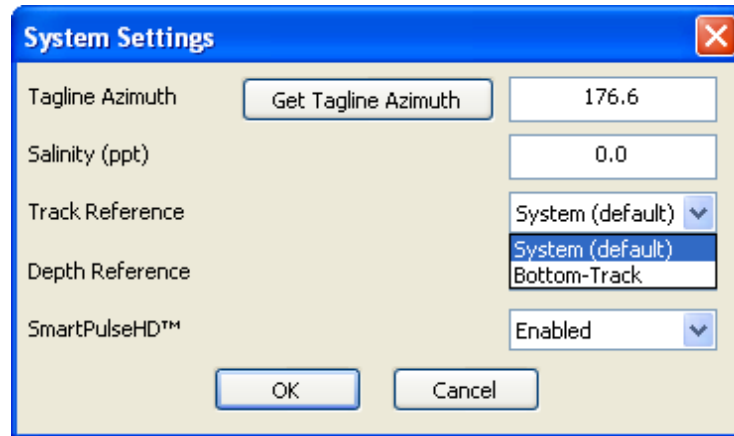 System Settings
Tagline Azimuth Get Tagline Azimuth 176.6
Salinity (ppt) 0.0
Track Reference System (default)
System (default)
Depth Reference Bottom-Track
SmartPulseHD™ Enabled
OK Cancel